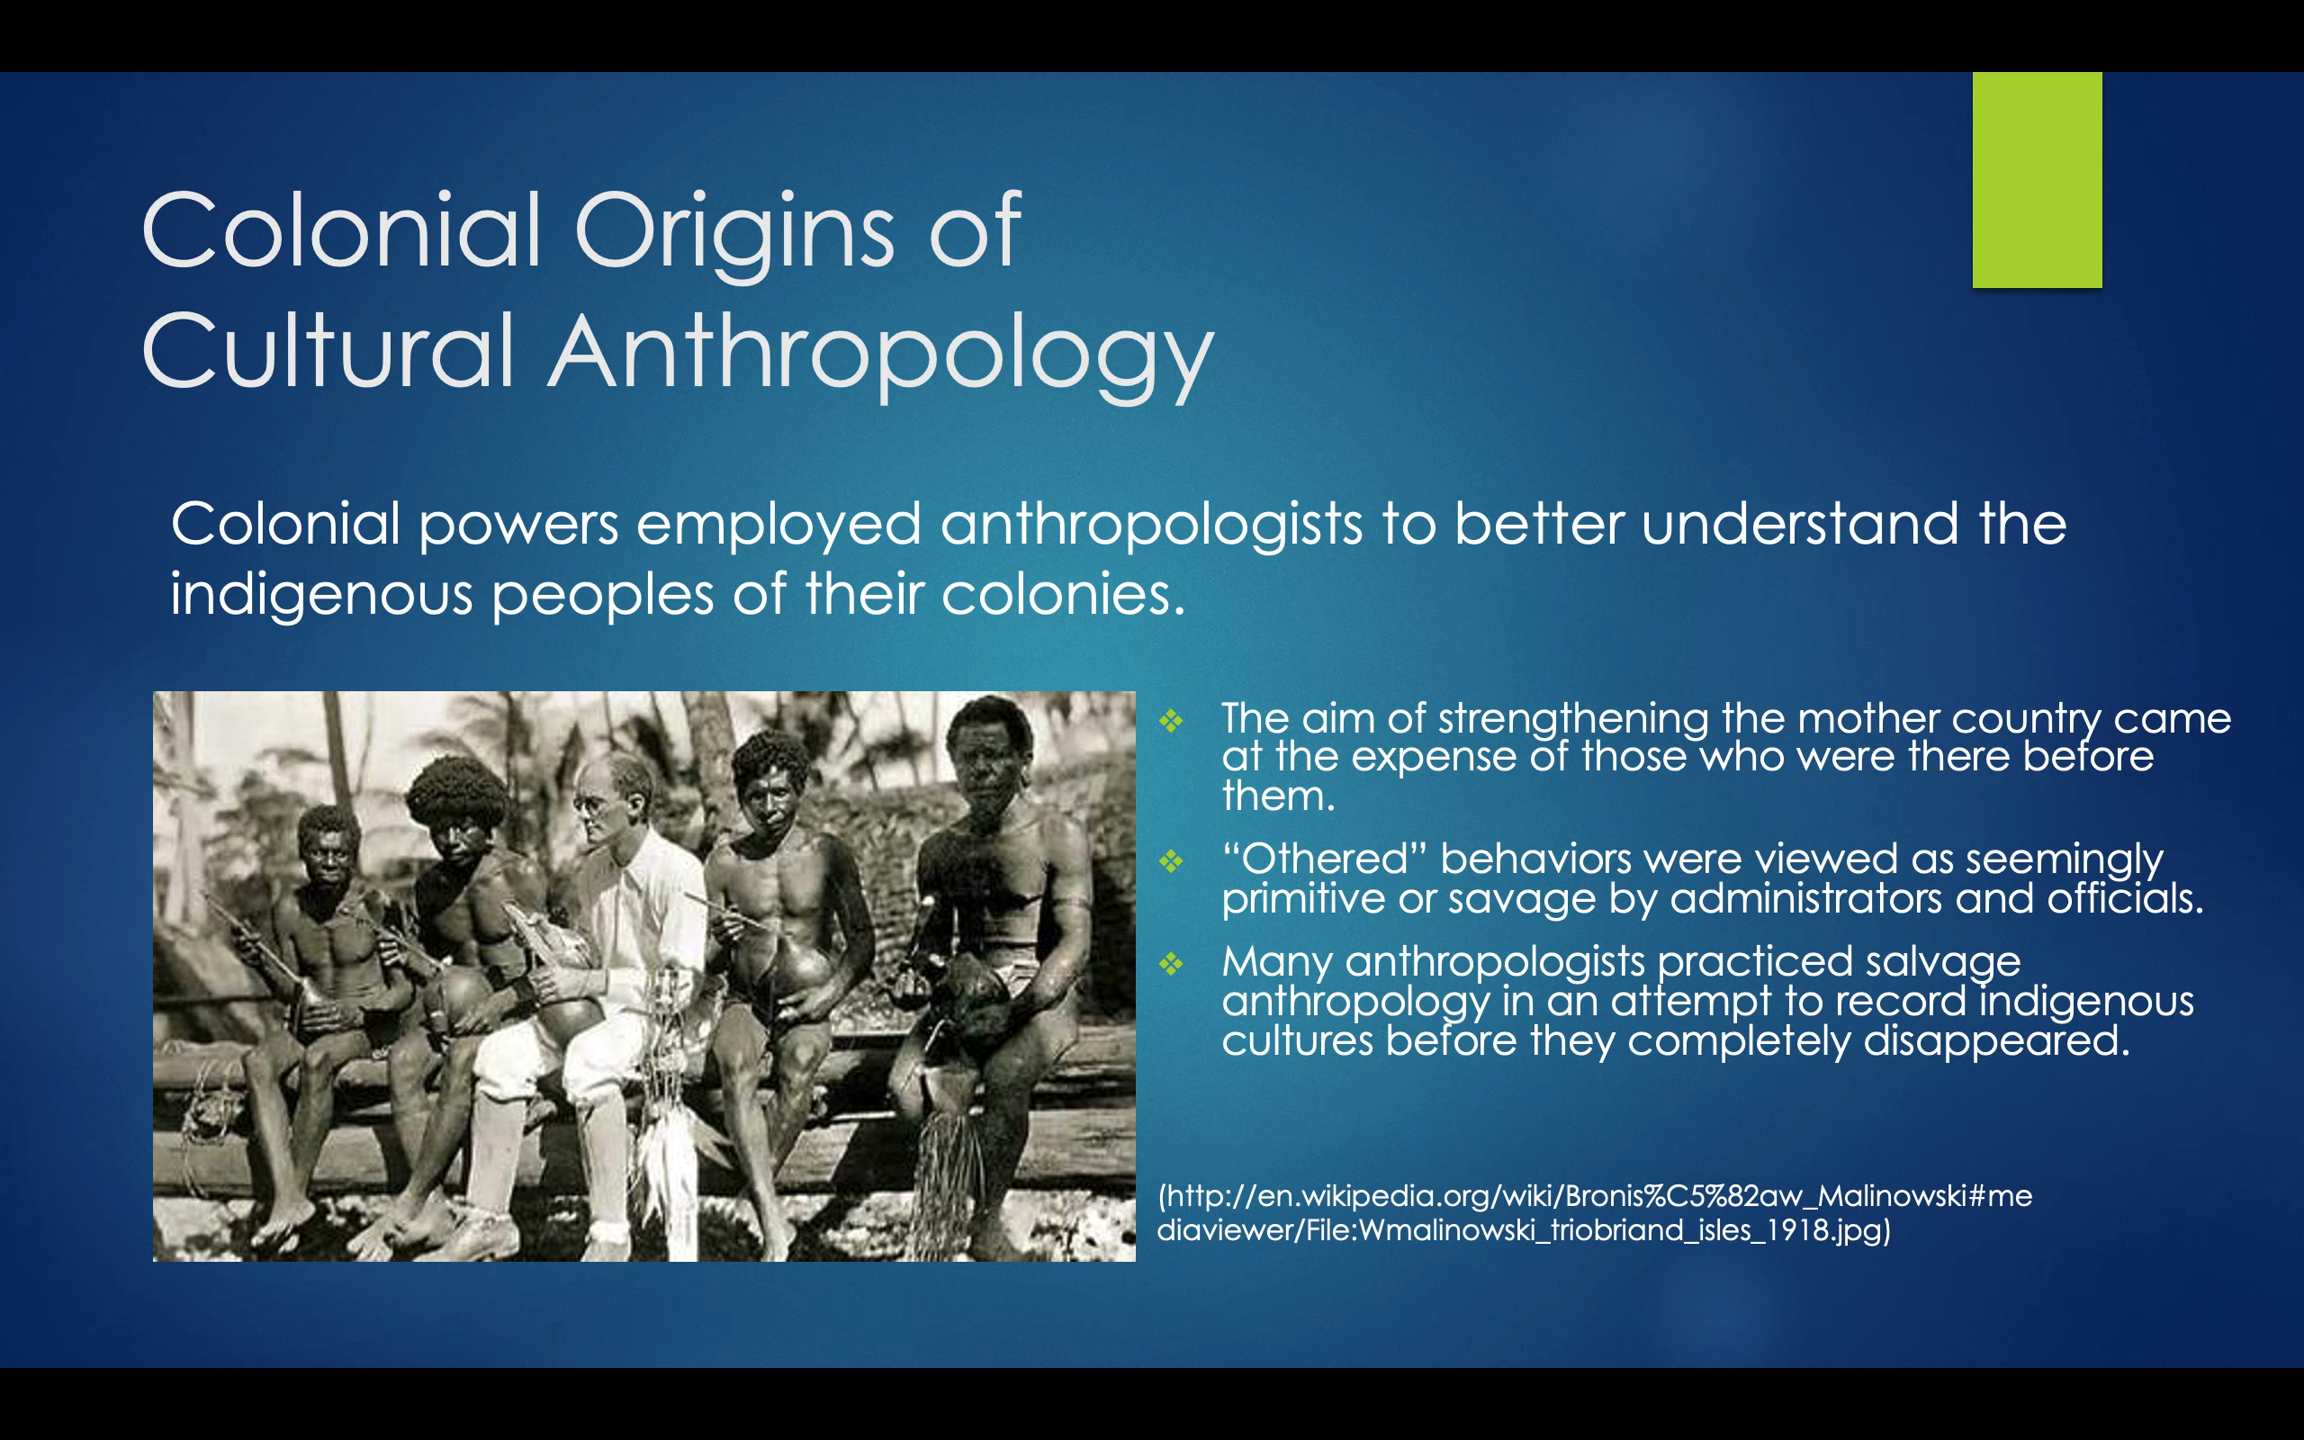 Colonial Origins of
Cultural Anthropology
Colonial powers employed anthropologists to better understand the
indigenous peoples of their colonies.
The aim of strengthening the mother country came
at the expense of those who were there before
them.
“Othered” behaviors were viewed as seemingly
primitive or savage by administrators and officials.
Many anthropologists practiced salvage
anthropology in an attempt to record indigenous
cultures before they completely disappeared.
(http://en.wikipedia.org/wiki/Bronis%C5%82aw_Malinowski#me
diaviewer/File:Wmalinowski_triobriand_isles_1918.jpg)